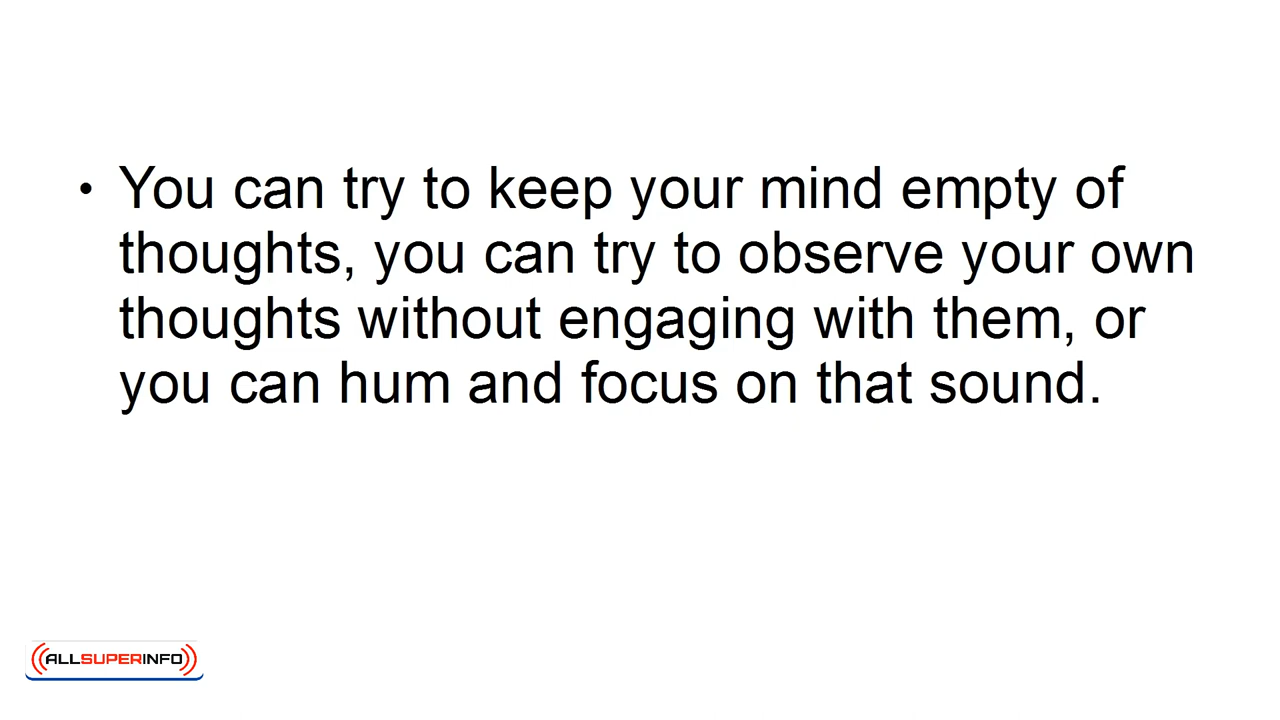 • You can try to keep your mind empty of
thoughts, you can try to observe your own
thoughts without engaging with them, or
you can hum and focus on that sound.
ALLSUPERINFO